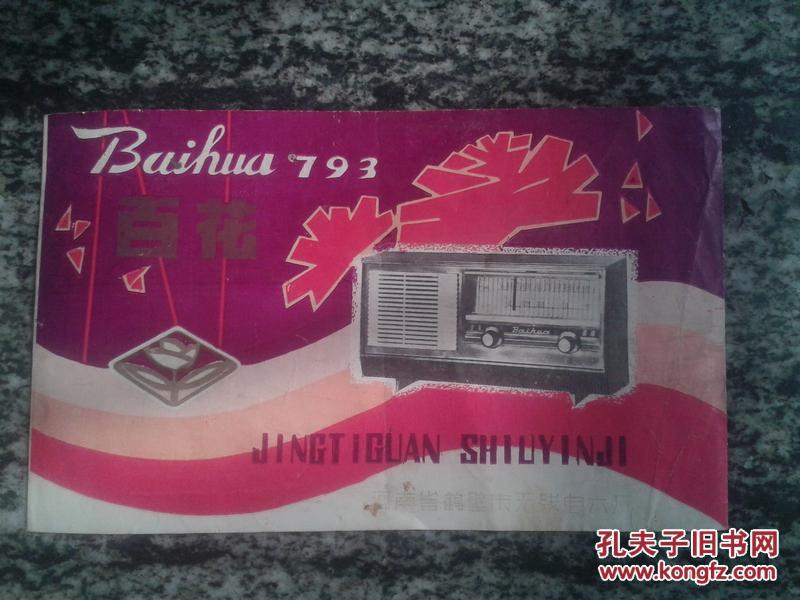 Baihua 793
百花
Baihua
JINGTIGUAN SHIUYINJI
河南省鹤壁市无线电六厂
孔夫子旧书网
www.kongfz.com